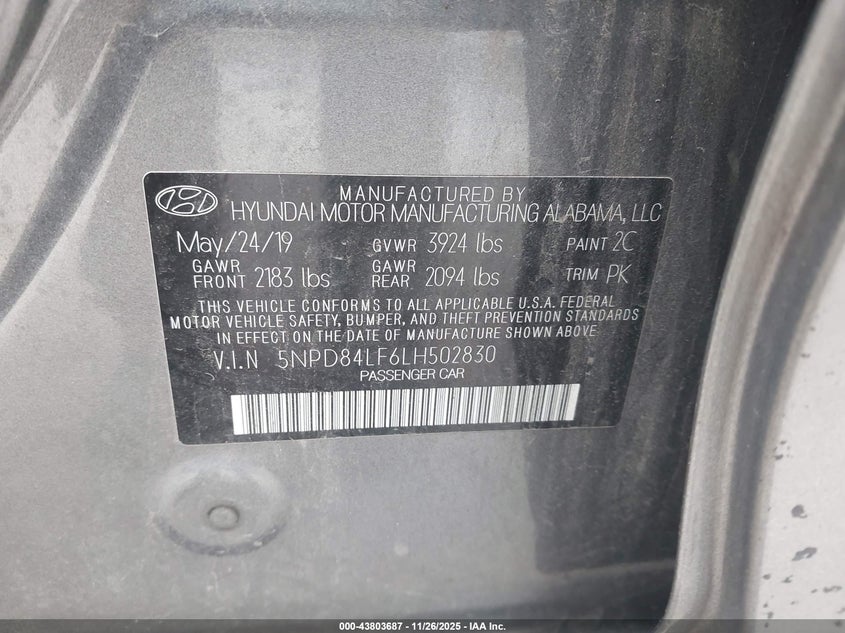 MANUFACTURED BY
HYUNDAI MOTOR MANUFACTURING ALABAMA, LLC
May/24/19 GVWR 3924 lbs PAINT 2C
GAWR FRONT 2183 lbs GAWR REAR 2094 lbs TRIM PK
THIS VEHICLE CONFORMS TO ALL APPLICABLE U.S.A. FEDERAL
MOTOR VEHICLE SAFETY, BUMPER, AND THEFT PREVENTION STANDARDS
IN EFFECT ON THE DATE OF MANUFACTURE SHOWN ABOVE
V.I.N 5NPD84LF6LH502830
PASSENGER CAR
000-43803687 - 11/26/2025 - IAA Inc.